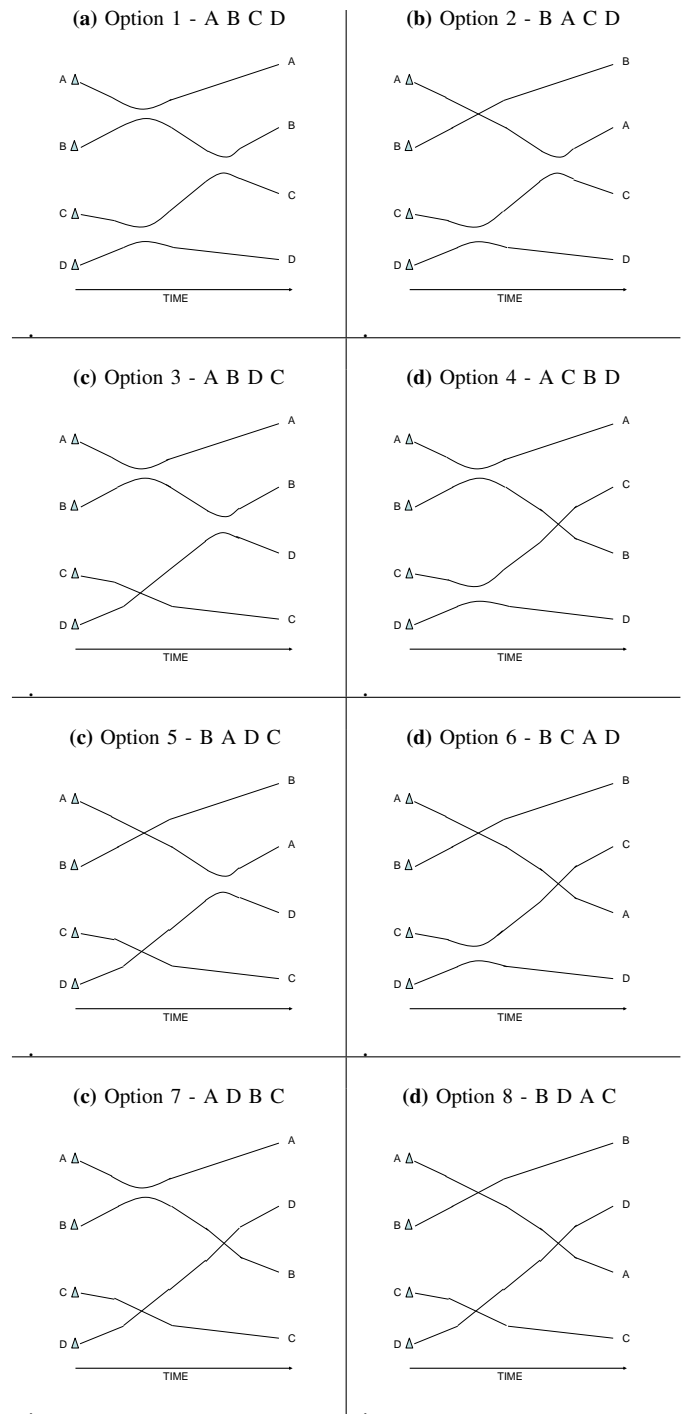 (a) Option 1 - A B C D
A
A
B
B
C
C
D
D
TIME
(b) Option 2 - B A C D
B
A
A
B
C
C
D
D
TIME
(c) Option 3 - A B D C
A
A
B
B
D
C
D
C
TIME
(d) Option 4 - A C B D
A
A
C
B
B
C
D
D
TIME
(c) Option 5 - B A D C
B
A
A
B
D
C
D
C
TIME
(d) Option 6 - B C A D
B
A
C
B
A
C
D
D
TIME
(c) Option 7 - A D B C
A
A
D
B
B
C
D
C
TIME
(d) Option 8 - B D A C
B
A
D
B
A
C
D
C
TIME